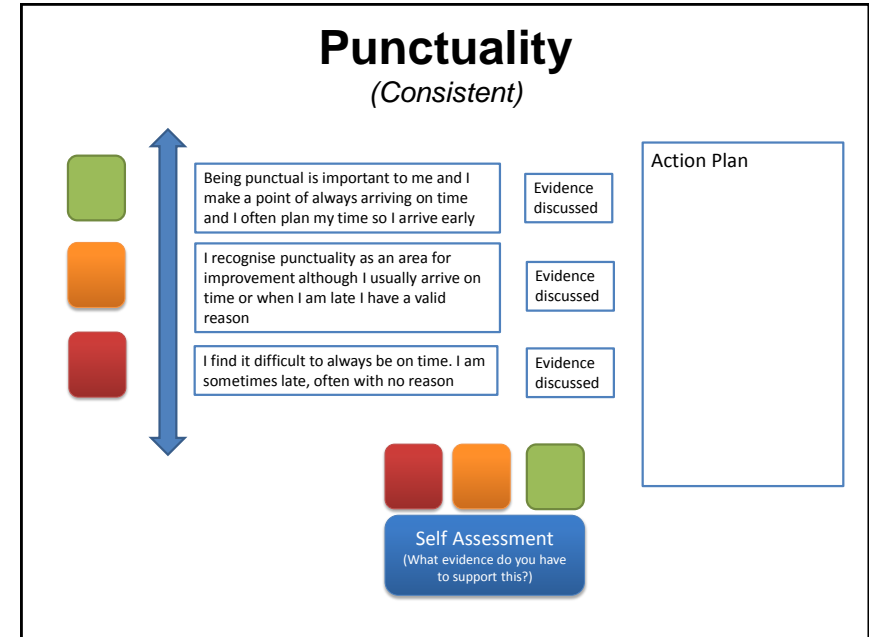 Punctuality
(Consistent)
Being punctual is important to me and I
make a point of always arriving on time
and I often plan my time so I arrive early
Evidence
discussed
I recognise punctuality as an area for
improvement although I usually arrive on
time or when I am late I have a valid
reason
Evidence
discussed
I find it difficult to always be on time. I am
sometimes late, often with no reason
Evidence
discussed
Action Plan
Self Assessment
(What evidence do you have
to support this?)